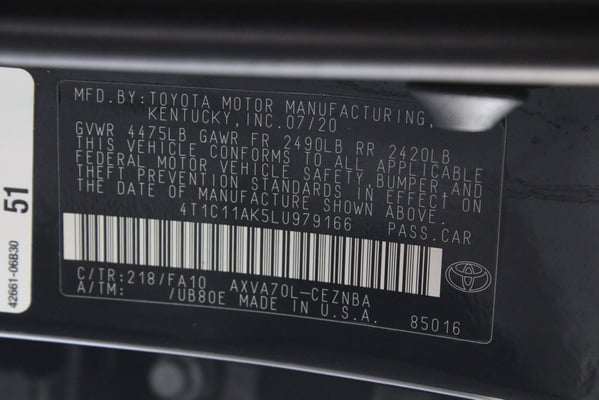 MFD.BY:TOYOTA MOTOR MANUFACTURING,
KENTUCKY,INC.07/20
GVWR 4475LB GAWR FR 2490LB RR 2420LB
THIS VEHICLE CONFORMS TO ALL APPLICABLE
FEDERAL MOTOR VEHICLE SAFETY,BUMPER,AND
THEFT PREVENTION STANDARDS IN EFFECT ON
THE DATE OF MANUFACTURE SHOWN ABOVE.
4T1C11AK5LU979166 PASS.CAR
C/TR:218/FA10 AXVA70L-CEZNBA
A/TM: /UB80E MADE IN U.S.A. 85016
51
42661-06B30